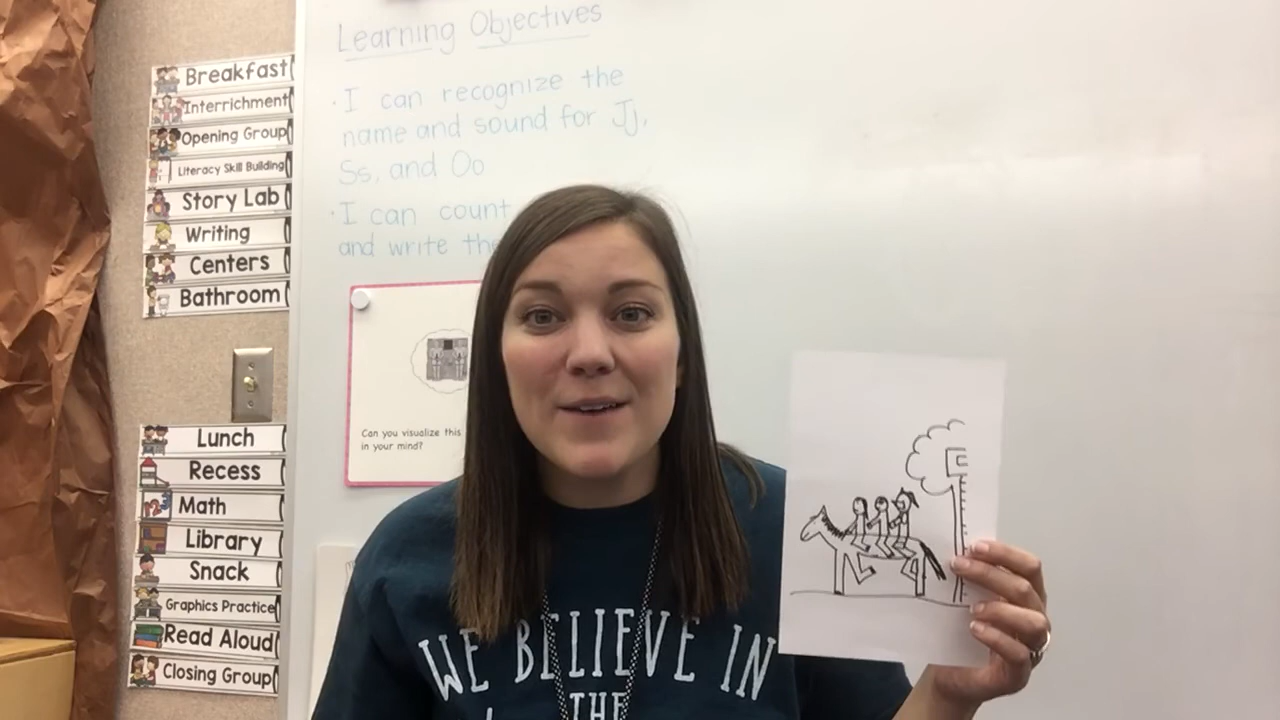 Learning Objectives
· I can recognize the
name and sound for Jj,
Ss, and Oo
· I can count
and write the
Breakfast
Interrichment
Opening Group
Literacy Skill Building
Story Lab
Writing
Centers
Bathroom
Can you visualize this
in your mind?
Lunch
Recess
Math
Library
Snack
Graphics Practice
Read Aloud
Closing Group
WE BELIEVE IN
THE